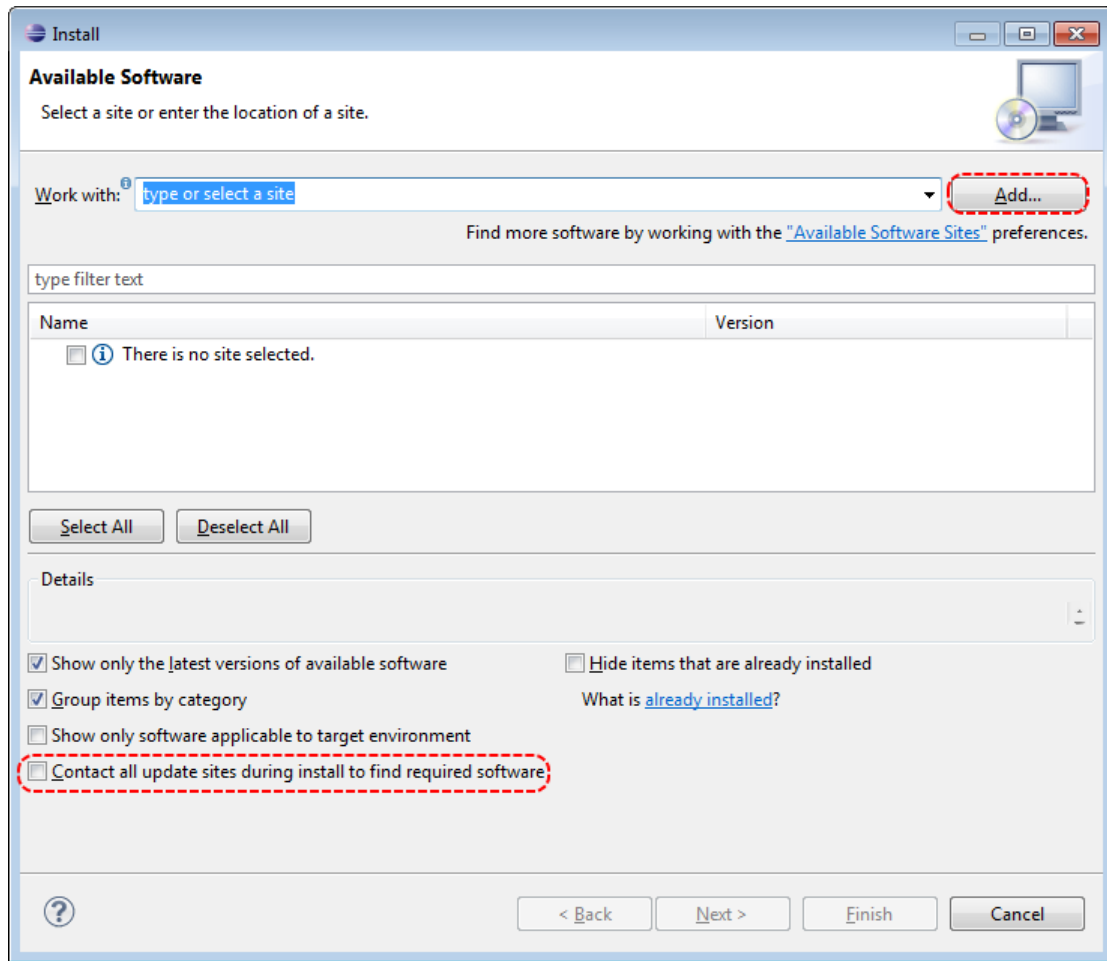 Install
Available Software
Select a site or enter the location of a site.
Work with: type or select a site Add...
Find more software by working with the "Available Software Sites" preferences.
type filter text
Name Version
There is no site selected.
Select All Deselect All
Details
Show only the latest versions of available software Hide items that are already installed
Group items by category What is already installed?
Show only software applicable to target environment
Contact all update sites during install to find required software
? < Back Next > Finish Cancel